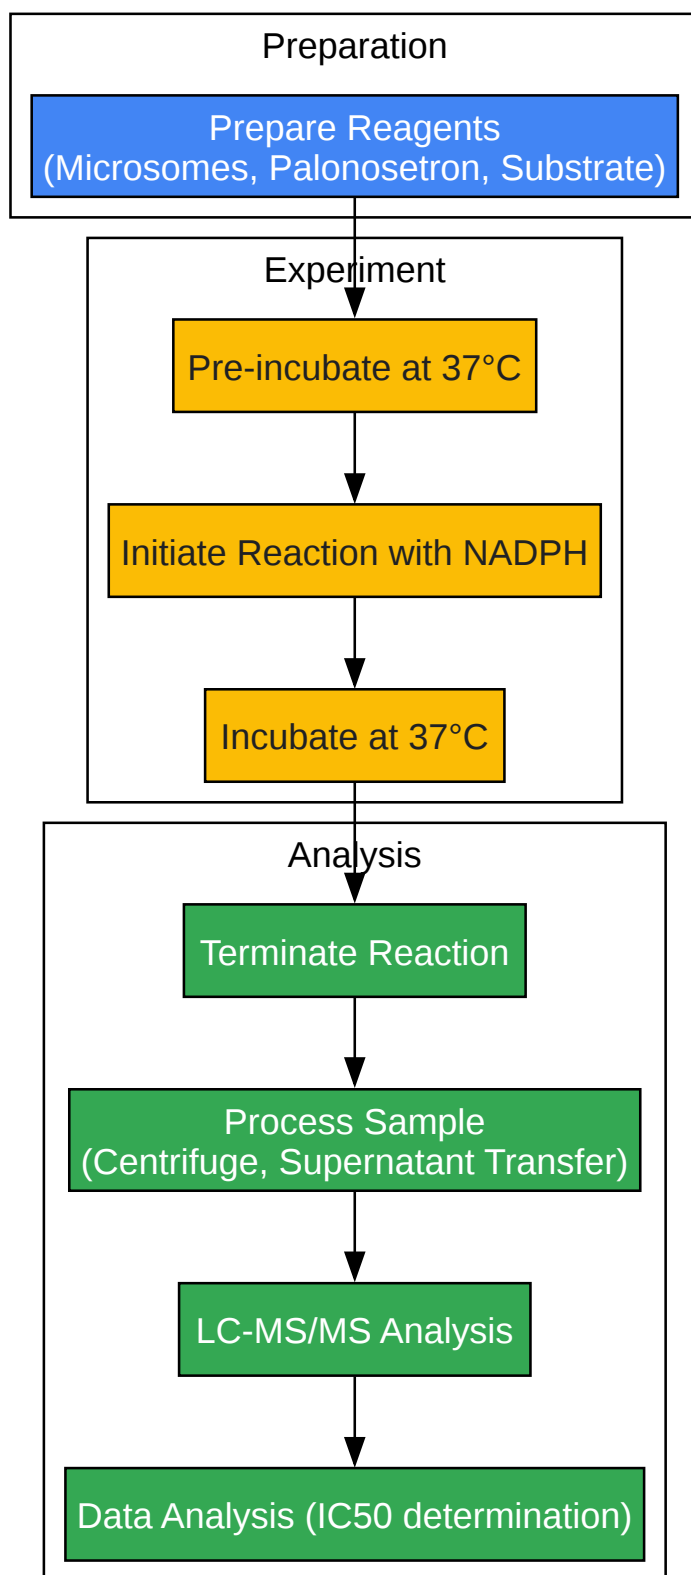 Preparation
Prepare Reagents
(Microsomes, Palonosetron, Substrate)
Experiment
Pre-incubate at 37°C
Initiate Reaction with NADPH
Incubate at 37°C
Analysis
Terminate Reaction
Process Sample
(Centrifuge, Supernatant Transfer)
LC-MS/MS Analysis
Data Analysis (IC50 determination)